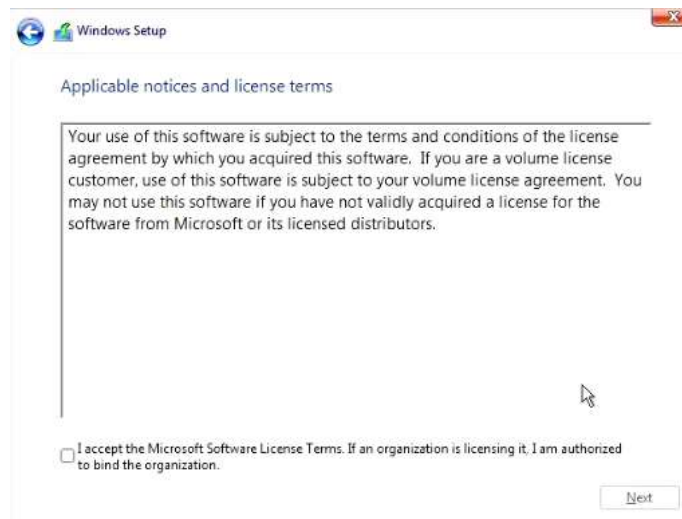 Windows Setup
Applicable notices and license terms
Your use of this software is subject to the terms and conditions of the license
agreement by which you acquired this software. If you are a volume license
customer, use of this software is subject to your volume license agreement. You
may not use this software if you have not validly acquired a license for the
software from Microsoft or its licensed distributors.
I accept the Microsoft Software License Terms. If an organization is licensing it, I am authorized
to bind the organization.
Next